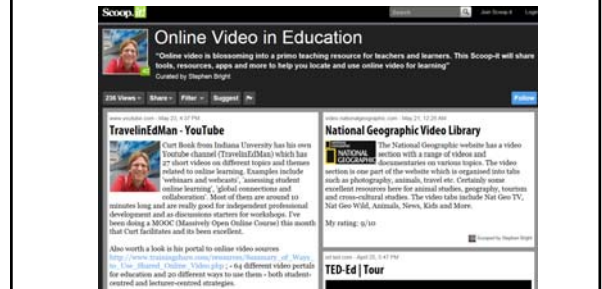 Scoop.it!
Search
Join Scoop.it
Login
Online Video in Education
"Online video is blossoming into a primo teaching resource for teachers and learners. This Scoop-it will share
tools, resources, apps and more to help you locate and use online video for learning"
Curated by Stephen Bright
236 Views
Share
Filter
Suggest
Follow
www.youtube.com - May 23, 4:37 PM
TravelinEdMan - YouTube
Curt Bonk from Indiana Unversity has his own
Youtube channel (TravelinEdMan) which has
27 short videos on different topics and themes
related to online learning. Examples include
'webinars and webcasts', 'assessing student
online learning', 'global connections and
collaboration'. Most of them are around 10
minutes long and are really good for independent professional
development and as discussion starters for workshops. I've
been doing a MOOC (Massively Open Online Course) this month
that Curt facilitates and its been excellent.
Also worth a look is his portal to online video sources
http://www.trainingshare.com/resources/Summary_of_Ways_
to_Use_Shared_Online_Video.php ; - 64 different video portals
for education and 20 different ways to use them - both student-
centred and lecturer-centred strategies.
video.nationalgeographic.com - May 21, 12:25 AM
National Geographic Video Library
NATIONAL
GEOGRAPHIC
The National Geographic website has a video
section with a range of videos and
documentaries on various topics. The video
section is one part of the website which is organised into tabs
such as photography, animals, travel etc. Certainly some
excellent resources here for animal studies, geography, tourism
and cross-cultural studies. The video tabs include Nat Geo TV,
Nat Geo Wild, Animals, News, Kids and More.
My rating: 9/10
Scooped by Stephen Bright
ed.ted.com - April 25, 3:47 PM
TED-Ed | Tour